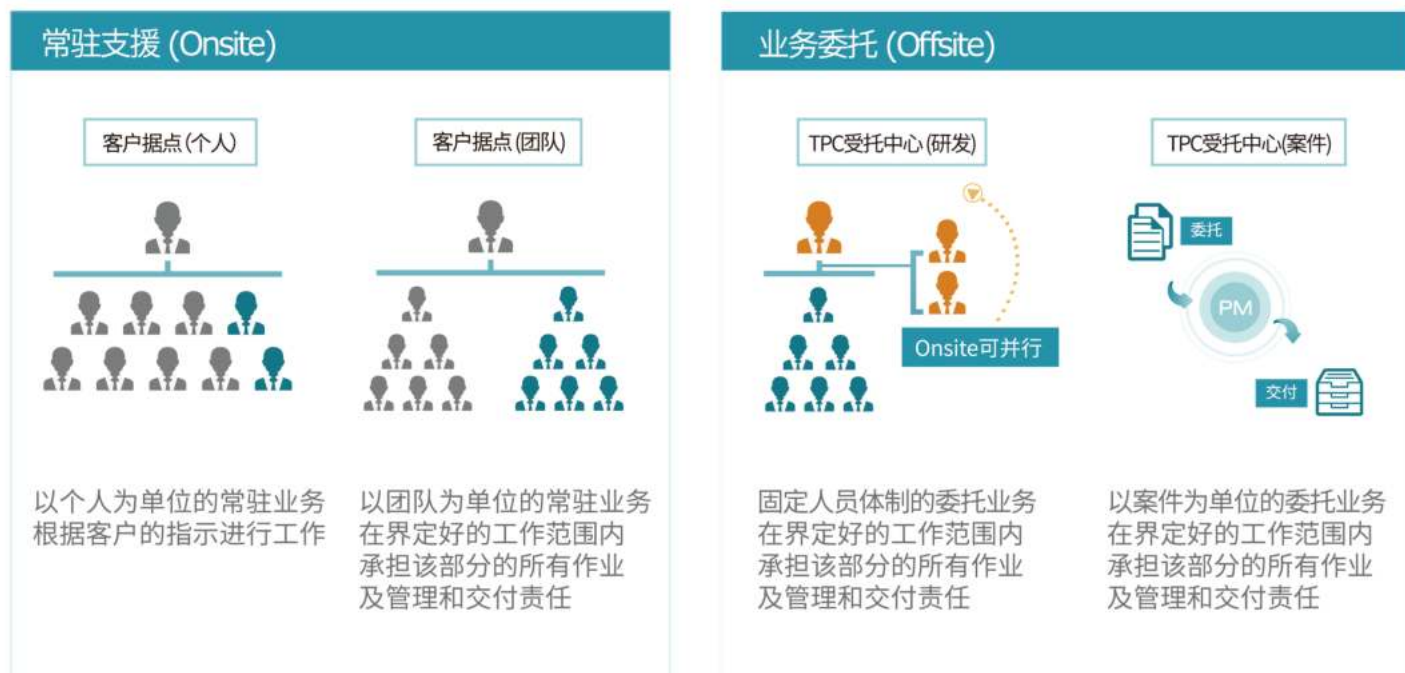 常驻支援 (Onsite)
客户据点(个人)
客户据点(团队)
以个人为单位的常驻业务
根据客户的指示进行工作
以团队为单位的常驻业务
在界定好的工作范围内
承担该部分的所有作业
及管理和交付责任
业务委托 (Offsite)
TPC受托中心(研发)
TPC受托中心(案件)
Onsite可并行
委托
PM
交付
固定人员体制的委托业务
在界定好的工作范围内
承担该部分的所有作业
及管理和交付责任
以案件为单位的委托业务
在界定好的工作范围内
承担该部分的所有作业
及管理和交付责任